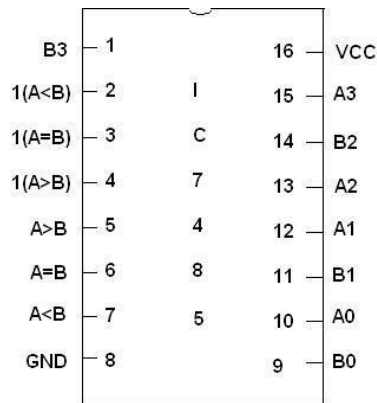 B3 1 16 VCC
1(A<B) 2 I 15 A3
1(A=B) 3 C 14 B2
1(A>B) 4 7 13 A2
A>B 5 4 12 A1
A=B 6 8 11 B1
A<B 7 5 10 A0
GND 8 9 B0